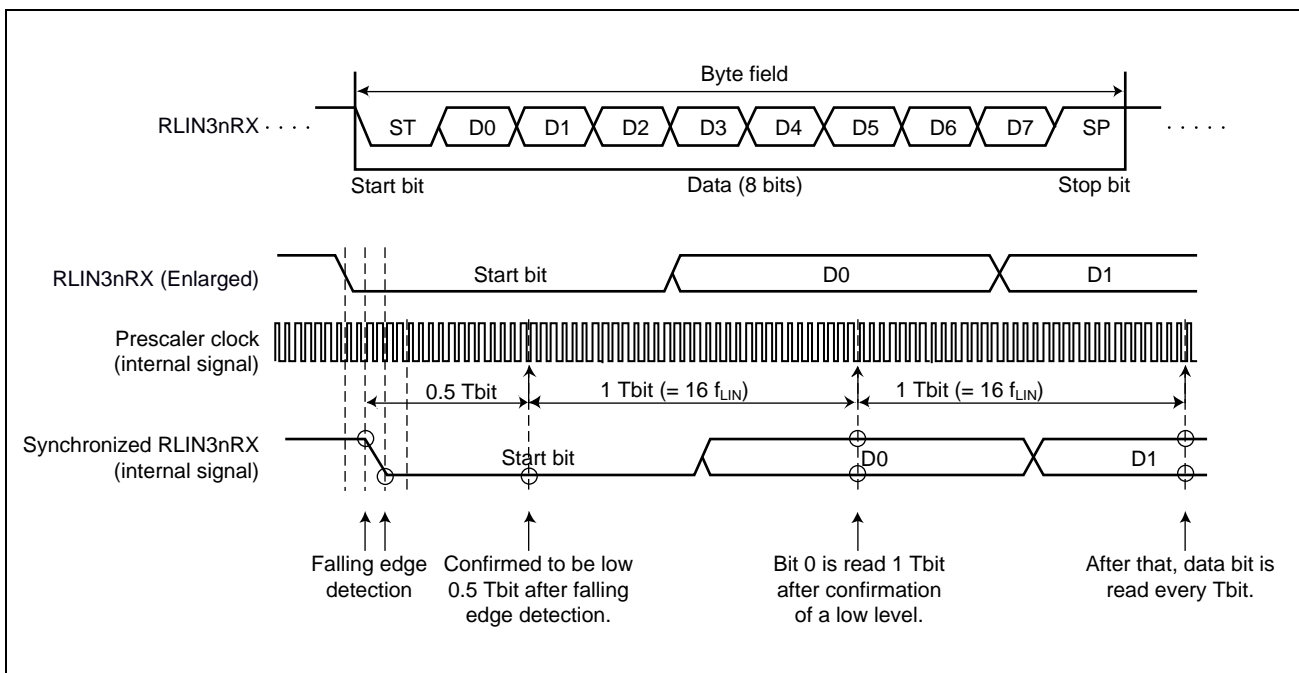 Byte field
RLIN3nRX · · · ·
ST D0 D1 D2 D3 D4 D5 D6 D7 SP
· · · · ·
Start bit
Data (8 bits)
Stop bit
RLIN3nRX (Enlarged)
Start bit
D0
D1
Prescaler clock
(internal signal)
0.5 Tbit
1 Tbit (= 16 fLIN)
1 Tbit (= 16 fLIN)
Synchronized RLIN3nRX
(internal signal)
Start bit
D0
D1
Falling edge
detection
Confirmed to be low
0.5 Tbit after falling
edge detection.
Bit 0 is read 1 Tbit
after confirmation
of a low level.
After that, data bit is
read every Tbit.